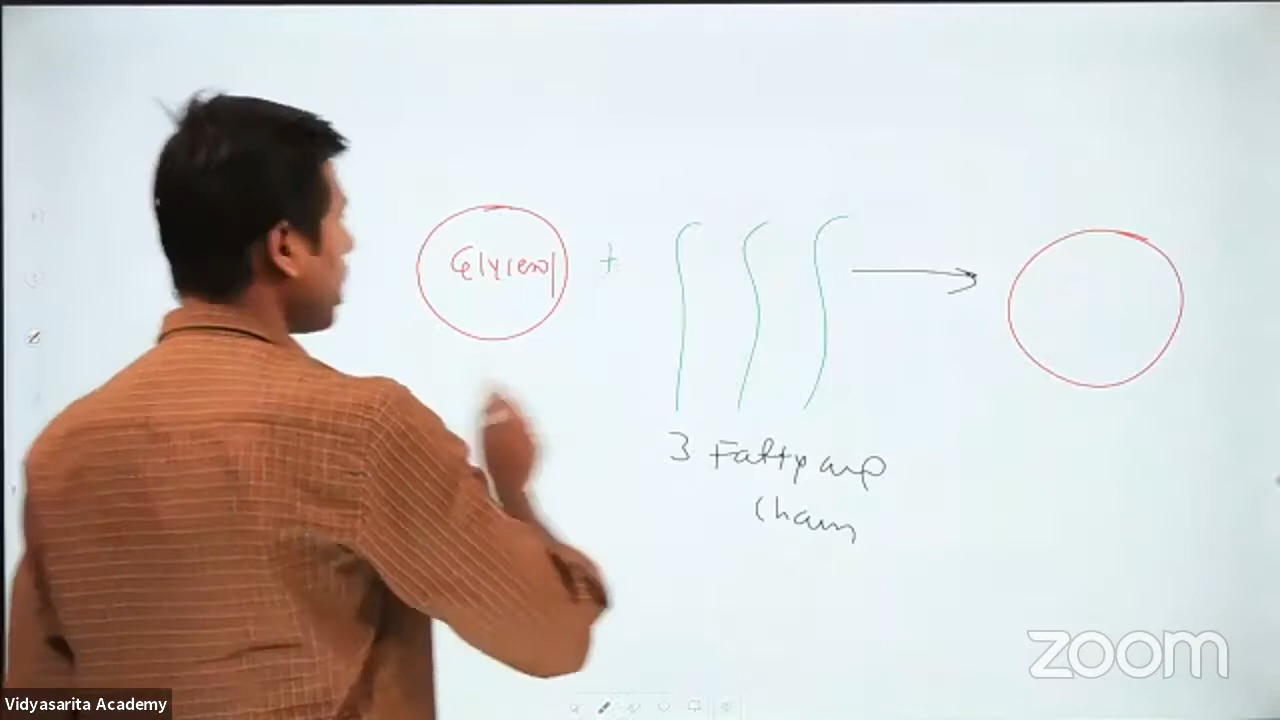 Glycerol
+
3 Fatty acid
chain
zoom
Vidyasarita Academy